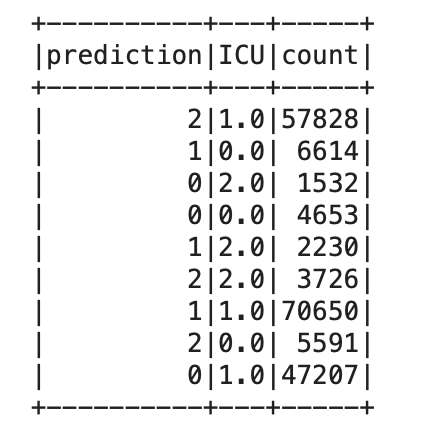 +----------+---+-----+
|prediction|ICU|count|
+----------+---+-----+
|         2|1.0|57828|
|         1|0.0| 6614|
|         0|2.0| 1532|
|         0|0.0| 4653|
|         1|2.0| 2230|
|         2|2.0| 3726|
|         1|1.0|70650|
|         2|0.0| 5591|
|         0|1.0|47207|
+----------+---+-----+